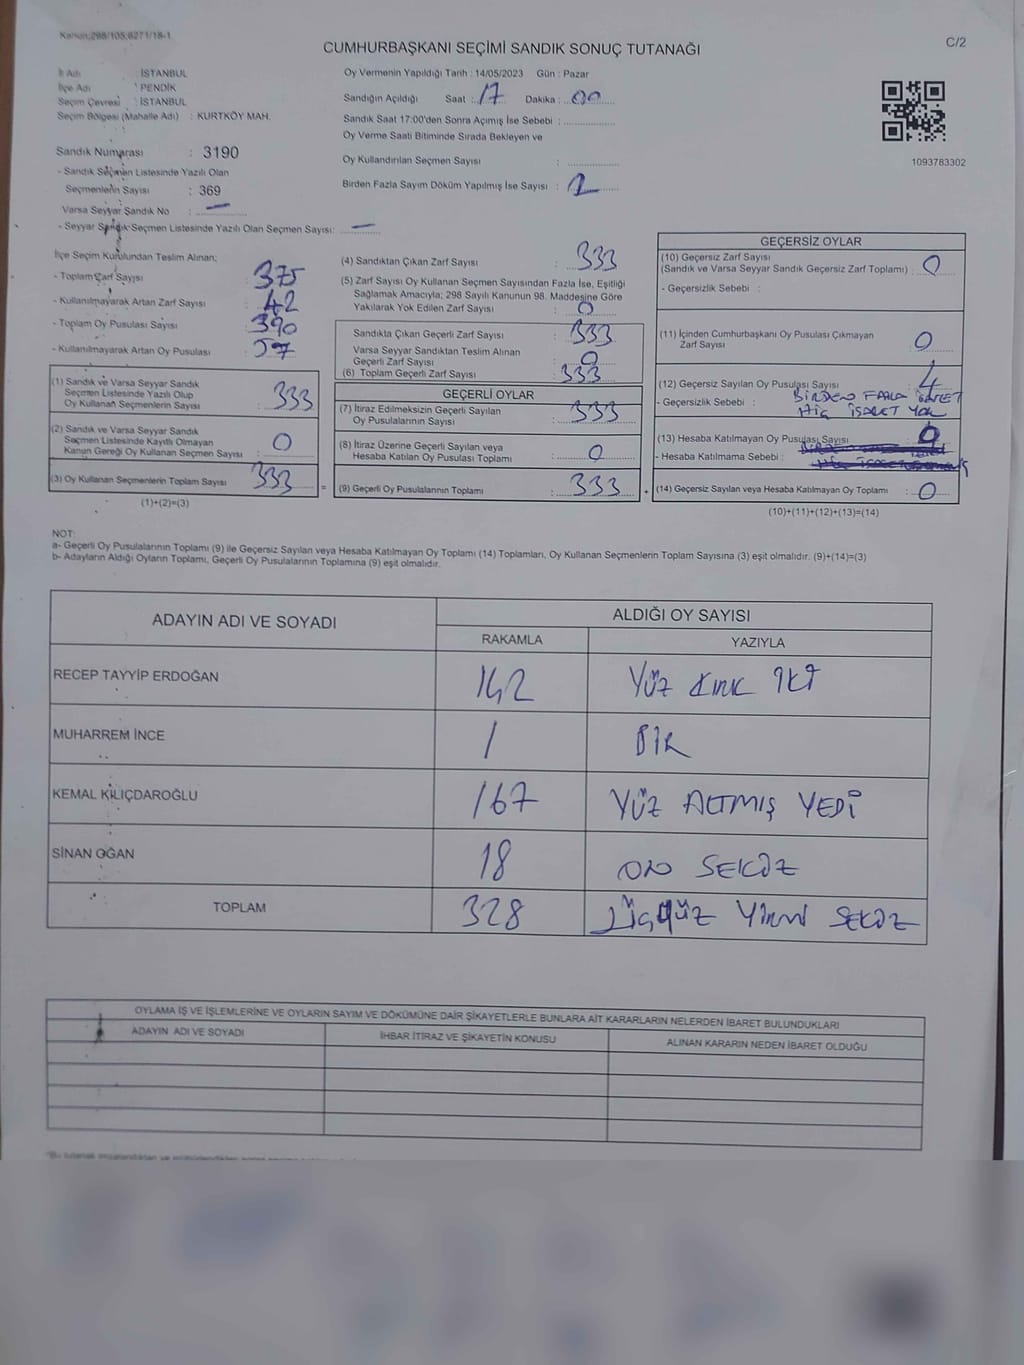 Kanun;298/105;6271/18-1
CUMHURBAŞKANI SEÇİMİ SANDIK SONUÇ TUTANAĞI
C/2
İl Adı : İSTANBUL
İlçe Adı : PENDİK
Seçim Çevresi : İSTANBUL
Seçim Bölgesi (Mahalle Adı) : KURTKÖY MAH.
Sandık Numarası : 3190
- Sandık Seçmen Listesinde Yazılı Olan
Seçmenlerin Sayısı : 369
Varsa Seyyar Sandık No : —
- Seyyar Sandık Seçmen Listesinde Yazılı Olan Seçmen Sayısı: —
Oy Vermenin Yapıldığı Tarih : 14/05/2023 Gün : Pazar
Sandığın Açıldığı Saat : 17 Dakika : 00
Sandık Saat 17:00'den Sonra Açımış İse Sebebi :
Oy Verme Saati Bitiminde Sırada Bekleyen ve
Oy Kullandırılan Seçmen Sayısı :
Birden Fazla Sayım Döküm Yapılmış İse Sayısı :
1093783302
İlçe Seçim Kurulundan Teslim Alınan;
- Toplam Zarf Sayısı : 375
- Kullanılmayarak Artan Zarf Sayısı : 42
- Toplam Oy Pusulası Sayısı : 390
- Kullanılmayarak Artan Oy Pusulası : 57
(1) Sandık ve Varsa Seyyar Sandık
Seçmen Listesinde Yazılı Olup
Oy Kullanan Seçmenlerin Sayısı : 333
(2) Sandık ve Varsa Seyyar Sandık
Seçmen Listesinde Kayıtlı Olmayan
Kanun Gereği Oy Kullanan Seçmen Sayısı : 0
(3) Oy Kullanan Seçmenlerin Toplam Sayısı : 333
(1)+(2)=(3)
(4) Sandıktan Çıkan Zarf Sayısı : 333
(5) Zarf Sayısı Oy Kullanan Seçmen Sayısından Fazla İse, Eşitliği
Sağlamak Amacıyla; 298 Sayılı Kanunun 98. Maddesine Göre
Yakılarak Yok Edilen Zarf Sayısı : 0
Sandıkta Çıkan Geçerli Zarf Sayısı : 333
Varsa Seyyar Sandıktan Teslim Alınan
Geçerli Zarf Sayısı : 0
(6) Toplam Geçerli Zarf Sayısı : 333
GEÇERLİ OYLAR
(7) İtiraz Edilmeksizin Geçerli Sayılan
Oy Pusulalarının Sayısı : 333
(8) İtiraz Üzerine Geçerli Sayılan veya
Hesaba Katılan Oy Pusulası Toplamı : 0
= (9) Geçerli Oy Pusulalarının Toplamı : 333
GEÇERSİZ OYLAR
(10) Geçersiz Zarf Sayısı
(Sandık ve Varsa Seyyar Sandık Geçersiz Zarf Toplamı) : 0
- Geçersizlik Sebebi :
(11) İçinden Cumhurbaşkanı Oy Pusulası Çıkmayan
Zarf Sayısı : 0
(12) Geçersiz Sayılan Oy Pusulası Sayısı : 4
- Geçersizlik Sebebi : BİRDEN FAZLA İŞARET
HİÇ İŞARET YOK
(13) Hesaba Katılmayan Oy Pusulası Sayısı
- Hesaba Katılmama Sebebi :
+ (14) Geçersiz Sayılan veya Hesaba Katılmayan Oy Toplamı : 0
(10)+(11)+(12)+(13)=(14)
NOT:
a- Geçerli Oy Pusulalarının Toplamı (9) ile Geçersiz Sayılan veya Hesaba Katılmayan Oy Toplamı (14) Toplamları, Oy Kullanan Seçmenlerin Toplam Sayısına (3) eşit olmalıdır. (9)+(14)=(3)
b- Adayların Aldığı Oyların Toplamı, Geçerli Oy Pusulalarının Toplamına (9) eşit olmalıdır.
ADAYIN ADI VE SOYADI
ALDIĞI OY SAYISI
RAKAMLA YAZIYLA
RECEP TAYYİP ERDOĞAN 142 YÜZ KIRK İKİ
MUHARREM İNCE 1 BİR
KEMAL KILIÇDAROĞLU 167 YÜZ ALTMIŞ YEDİ
SİNAN OĞAN 18 ON SEKİZ
TOPLAM 328 ÜÇYÜZ YİRMİ SEKİZ
OYLAMA İŞ VE İŞLEMLERİNE VE OYLARIN SAYIM VE DÖKÜMÜNE DAİR ŞİKAYETLERLE BUNLARA AİT KARARLARIN NELERDEN İBARET BULUNDUKLARI
ADAYIN ADI VE SOYADI İHBAR İTİRAZ VE ŞİKAYETİN KONUSU ALINAN KARARIN NEDEN İBARET OLDUĞU